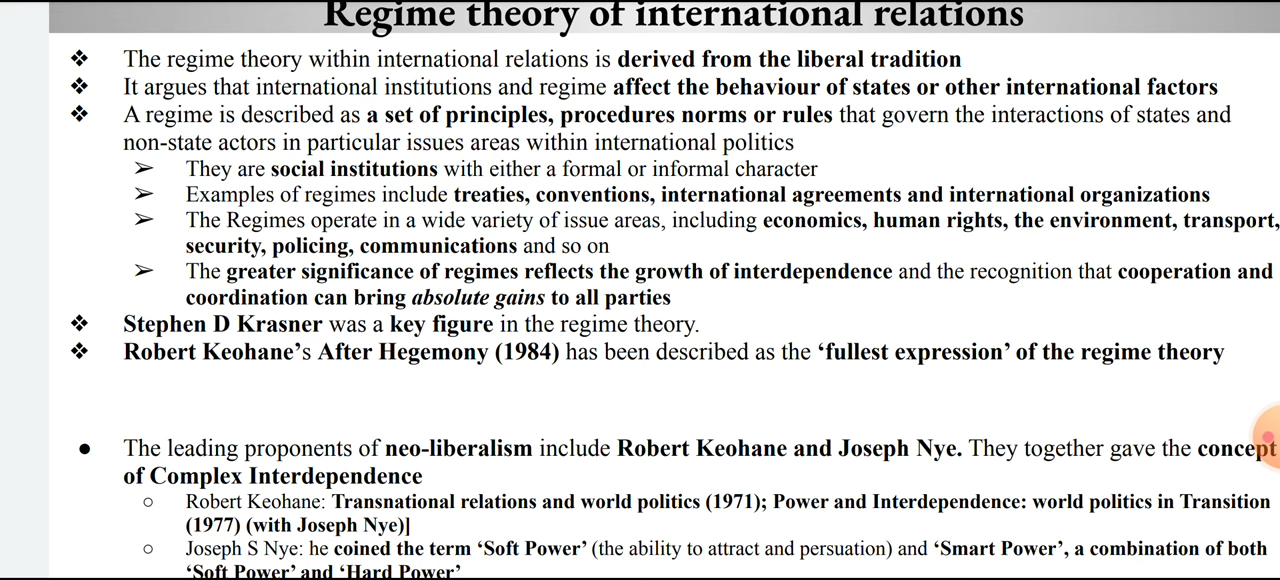 Regime theory of international relations
❖ The regime theory within international relations is derived from the liberal tradition
❖ It argues that international institutions and regime affect the behaviour of states or other international factors
❖ A regime is described as a set of principles, procedures norms or rules that govern the interactions of states and
non-state actors in particular issues areas within international politics
➢ They are social institutions with either a formal or informal character
➢ Examples of regimes include treaties, conventions, international agreements and international organizations
➢ The Regimes operate in a wide variety of issue areas, including economics, human rights, the environment, transport,
security, policing, communications and so on
➢ The greater significance of regimes reflects the growth of interdependence and the recognition that cooperation and
coordination can bring absolute gains to all parties
❖ Stephen D Krasner was a key figure in the regime theory.
❖ Robert Keohane’s After Hegemony (1984) has been described as the ‘fullest expression’ of the regime theory
● The leading proponents of neo-liberalism include Robert Keohane and Joseph Nye. They together gave the concept
of Complex Interdependence
○ Robert Keohane: Transnational relations and world politics (1971); Power and Interdependence: world politics in Transition
(1977) (with Joseph Nye)]
○ Joseph S Nye: he coined the term ‘Soft Power’ (the ability to attract and persuation) and ‘Smart Power’, a combination of both
‘Soft Power’ and ‘Hard Power’